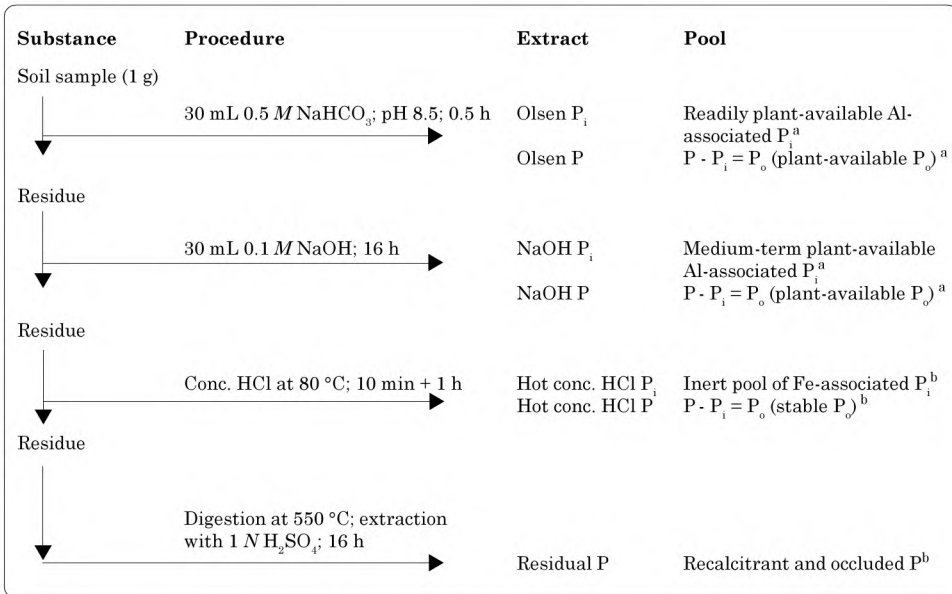 Substance Procedure Extract Pool
Soil sample (1 g)
30 mL 0.5 M NaHCO₃; pH 8.5; 0.5 h Olsen Pᵢ Readily plant-available Al-
associated Pᵢᵃ
Olsen P P - Pᵢ = Pₒ (plant-available Pₒ) ᵃ
Residue
30 mL 0.1 M NaOH; 16 h NaOH Pᵢ Medium-term plant-available
Al-associated Pᵢᵃ
NaOH P P - Pᵢ = Pₒ (plant-available Pₒ) ᵃ
Residue
Conc. HCl at 80 °C; 10 min + 1 h Hot conc. HCl Pᵢ Inert pool of Fe-associated Pᵢᵇ
Hot conc. HCl P P - Pᵢ = Pₒ (stable Pₒ) ᵇ
Residue
Digestion at 550 °C; extraction
with 1 N H₂SO₄; 16 h
Residual P Recalcitrant and occluded Pᵇ